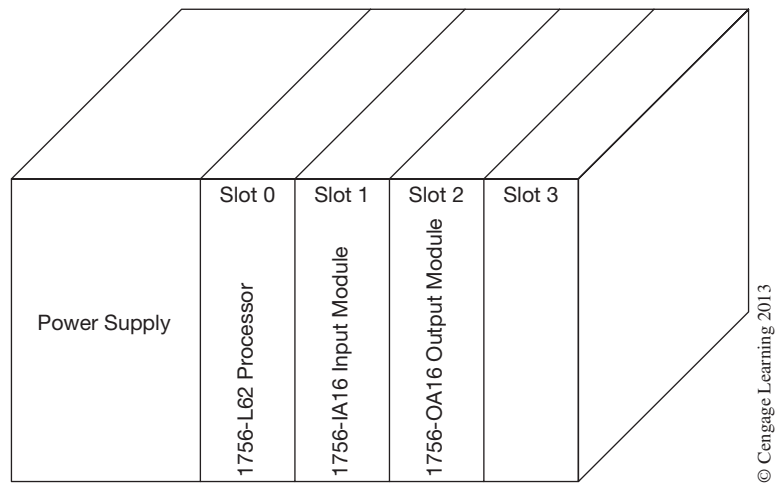 Slot 0
Slot 1
Slot 2
Slot 3
Power Supply
1756-L62 Processor
1756-IA16 Input Module
1756-OA16 Output Module
© Cengage Learning 2013